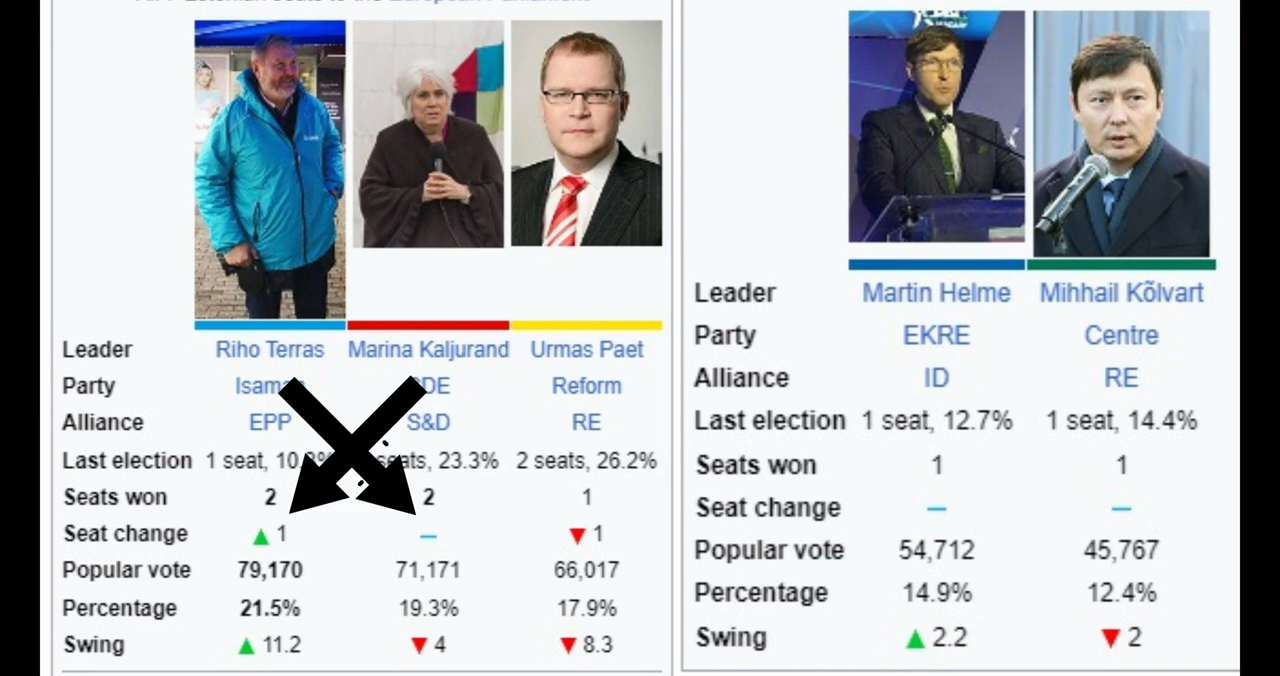 Estonian seats to the European Parliament
Riho Terras Marina Kaljurand Urmas Paet
Leader
Party Reform
Alliance EPP S&D RE
Last election 1 seat, 23.3% 2 seats, 26.2%
Seats won 2 2 1
Seat change ▲ 1 – ▼ 1
Popular vote 79,170 71,171 66,017
Percentage 21.5% 19.3% 17.9%
Swing ▲ 11.2 ▼ 4 ▼ 8.3
Leader Martin Helme Mihhail Kõlvart
Party EKRE Centre
Alliance ID RE
Last election 1 seat, 12.7% 1 seat, 14.4%
Seats won 1 1
Seat change – –
Popular vote 54,712 45,767
Percentage 14.9% 12.4%
Swing ▲ 2.2 ▼ 2